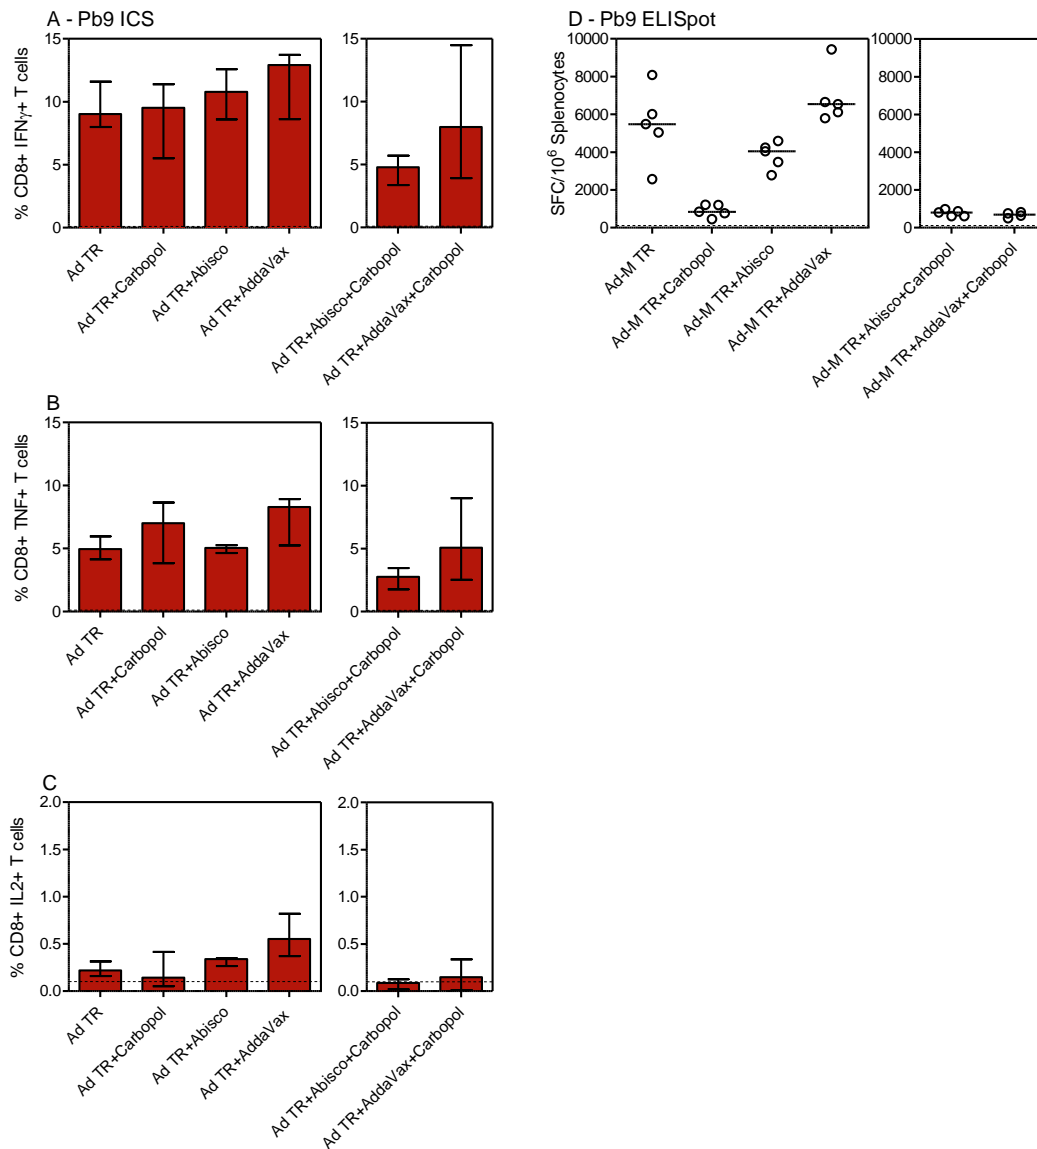 A - Pb9 ICS
% CD8+ IFNγ+ T cells
15
10
5
0
Ad TR
Ad TR+Carbopol
Ad TR+Abisco
Ad TR+AddaVax
15
10
5
0
Ad TR+Abisco+Carbopol
Ad TR+AddaVax+Carbopol
B
% CD8+ TNF+ T cells
15
10
5
0
Ad TR
Ad TR+Carbopol
Ad TR+Abisco
Ad TR+AddaVax
15
10
5
0
Ad TR+Abisco+Carbopol
Ad TR+AddaVax+Carbopol
C
% CD8+ IL2+ T cells
2.0
1.5
1.0
0.5
0.0
Ad TR
Ad TR+Carbopol
Ad TR+Abisco
Ad TR+AddaVax
2.0
1.5
1.0
0.5
0.0
Ad TR+Abisco+Carbopol
Ad TR+AddaVax+Carbopol
D - Pb9 ELISpot
SFC/10⁶ Splenocytes
10000
8000
6000
4000
2000
0
Ad-M TR
Ad-M TR+Carbopol
Ad-M TR+Abisco
Ad-M TR+AddaVax
10000
8000
6000
4000
2000
0
Ad-M TR+Abisco+Carbopol
Ad-M TR+AddaVax+Carbopol